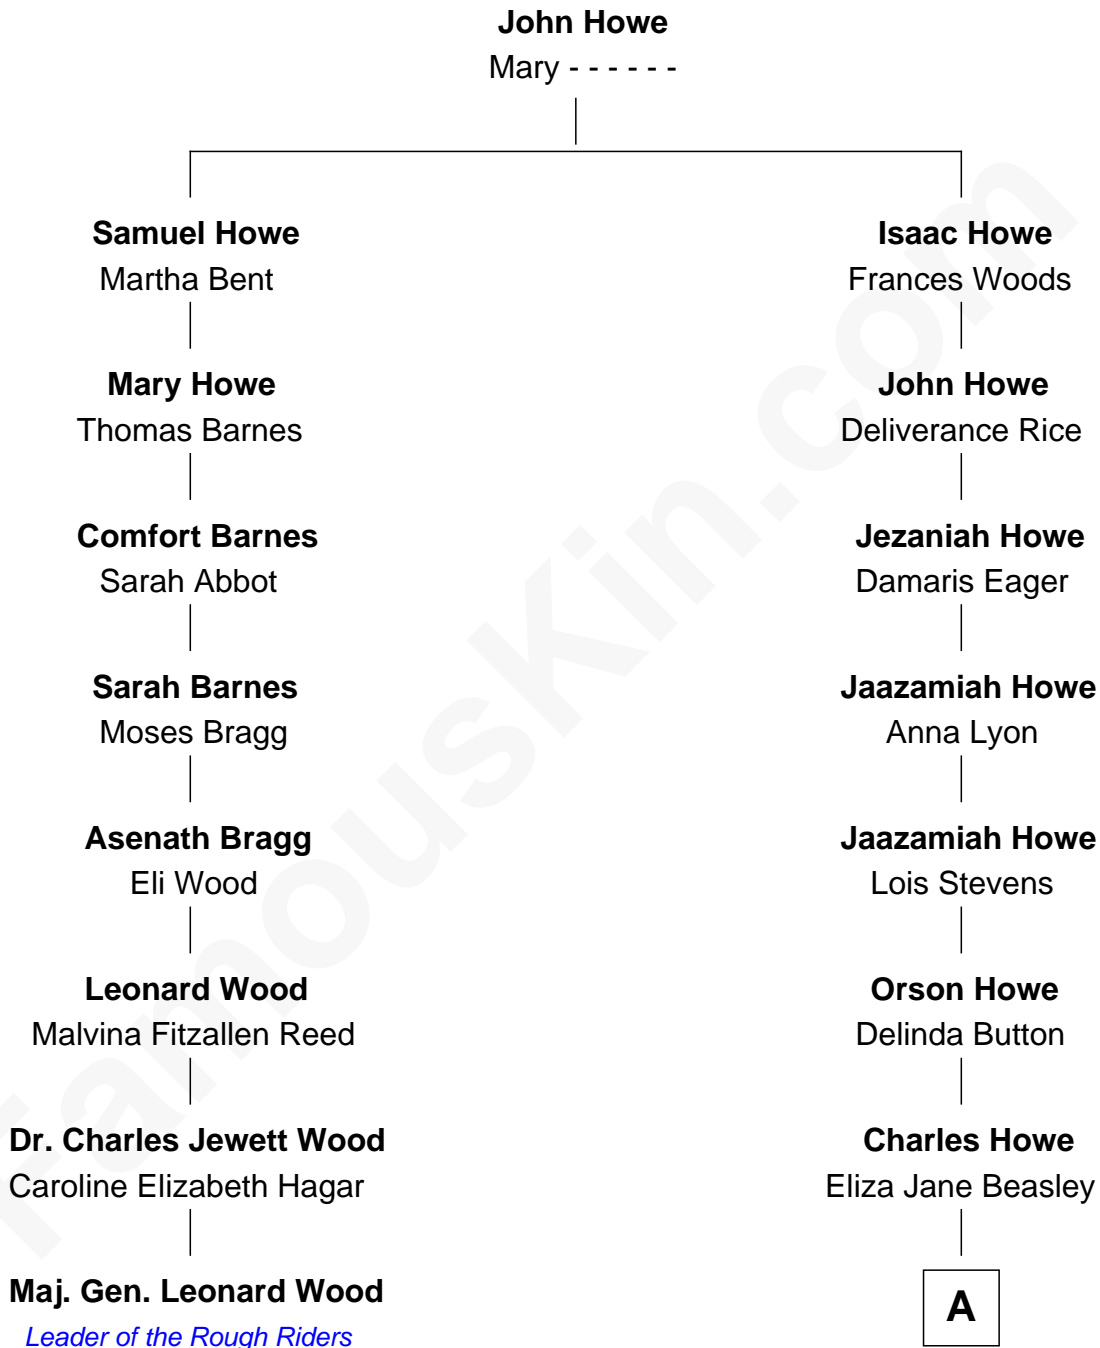 John Howe
Mary - - - - - -
Samuel Howe
Martha Bent
Isaac Howe
Frances Woods
Mary Howe
Thomas Barnes
John Howe
Deliverance Rice
Comfort Barnes
Sarah Abbot
Jezaniah Howe
Damaris Eager
Sarah Barnes
Moses Bragg
Jaazamiah Howe
Anna Lyon
Asenath Bragg
Eli Wood
Jaazamiah Howe
Lois Stevens
Leonard Wood
Malvina Fitzallen Reed
Orson Howe
Delinda Button
Dr. Charles Jewett Wood
Caroline Elizabeth Hagar
Charles Howe
Eliza Jane Beasley
Maj. Gen. Leonard Wood
Leader of the Rough Riders
A
FamousKin.com